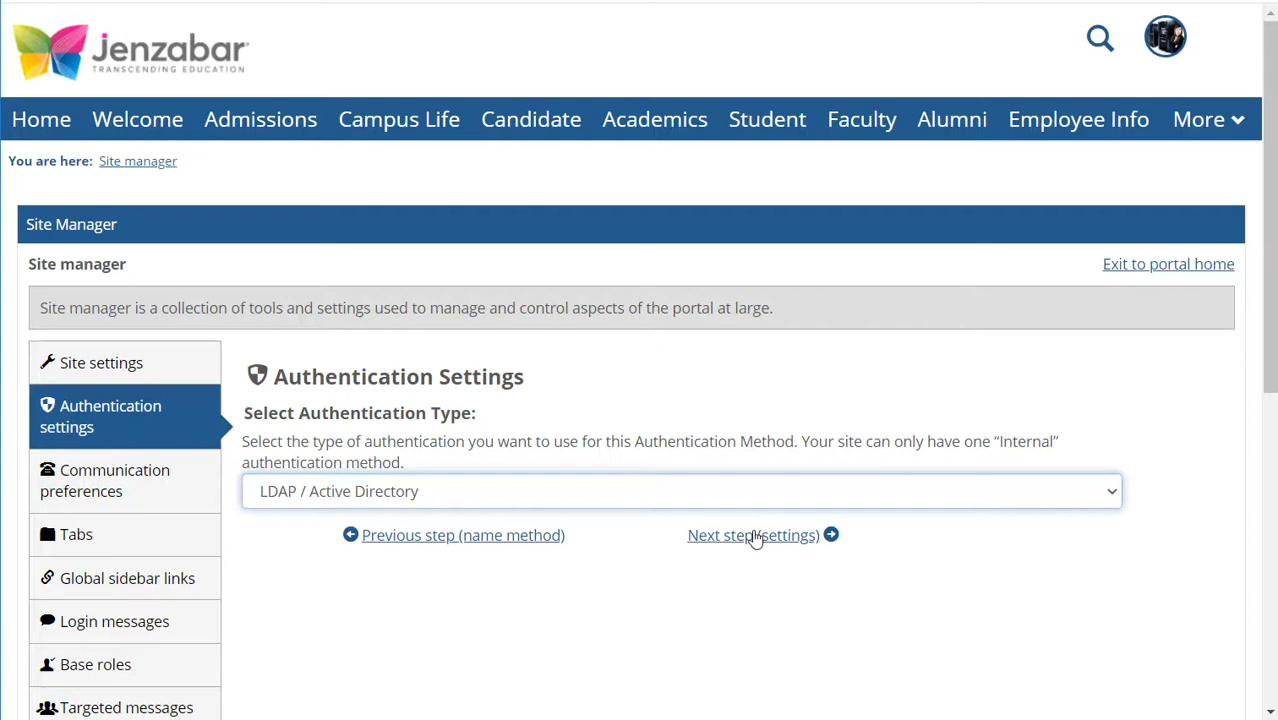 Jenzabar
TRANSCENDING EDUCATION
Home Welcome Admissions Campus Life Candidate Academics Student Faculty Alumni Employee Info More
You are here: Site manager
Site Manager
Site manager
Exit to portal home
Site manager is a collection of tools and settings used to manage and control aspects of the portal at large.
Site settings
Authentication
settings
Communication
preferences
Tabs
Global sidebar links
Login messages
Base roles
Targeted messages
Authentication Settings
Select Authentication Type:
Select the type of authentication you want to use for this Authentication Method. Your site can only have one “Internal”
authentication method.
LDAP / Active Directory
Previous step (name method)
Next step (settings)